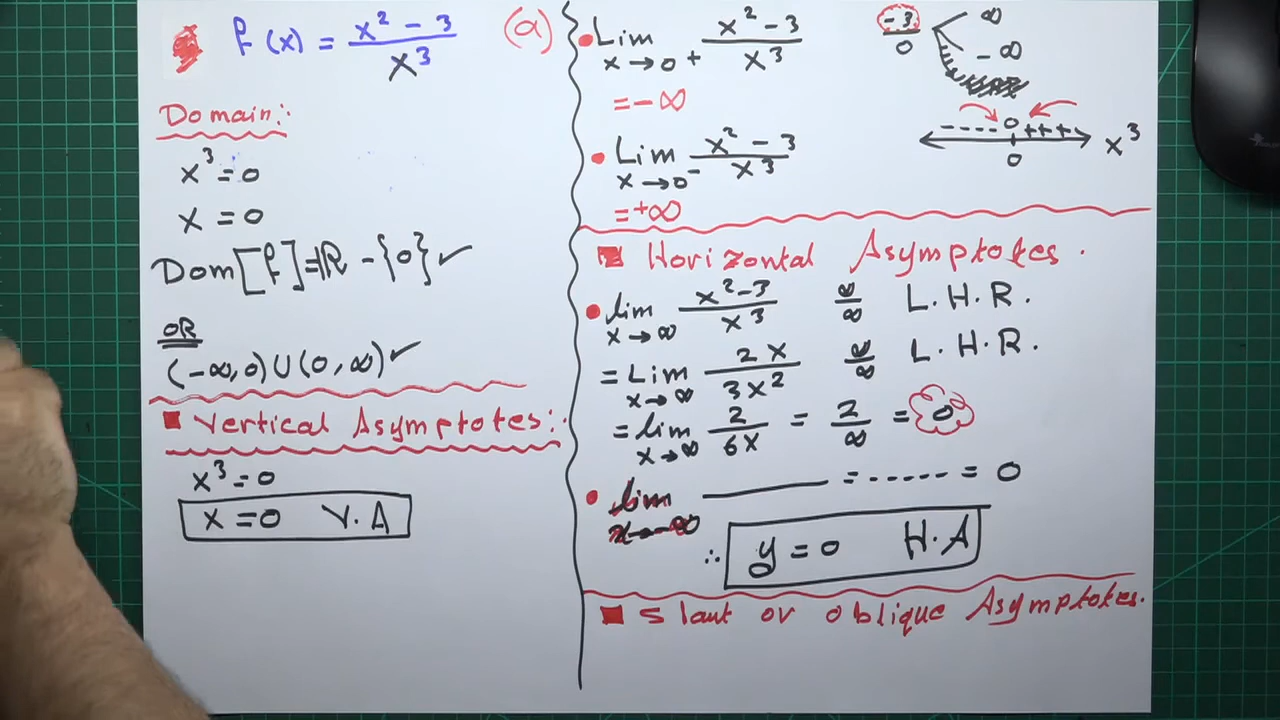 f(x) = x² - 3 / x³
Domain:
x³ = 0
x = 0
Dom[f] = ℝ - {0} ✓
OR
(-∞, 0) ∪ (0, ∞) ✓
Vertical Asymptotes:
x³ = 0
x = 0 V.A
(a)
Lim x → 0⁺ x² - 3 / x³
= -∞
-3 / 0 ∞
- ∞
Lim x → 0⁻ x² - 3 / x³
= +∞
- - - - 0 + + +
0
x³
Horizontal Asymptotes.
lim x → ∞ x² - 3 / x³ ∞/∞ L.H.R.
= Lim x → ∞ 2x / 3x² ∞/∞ L.H.R.
= lim x → ∞ 2 / 6x = 2 / ∞ = 0
lim x → -∞ ——— = ------ = 0
∴ y = 0 H.A
Slant or oblique Asymptotes.